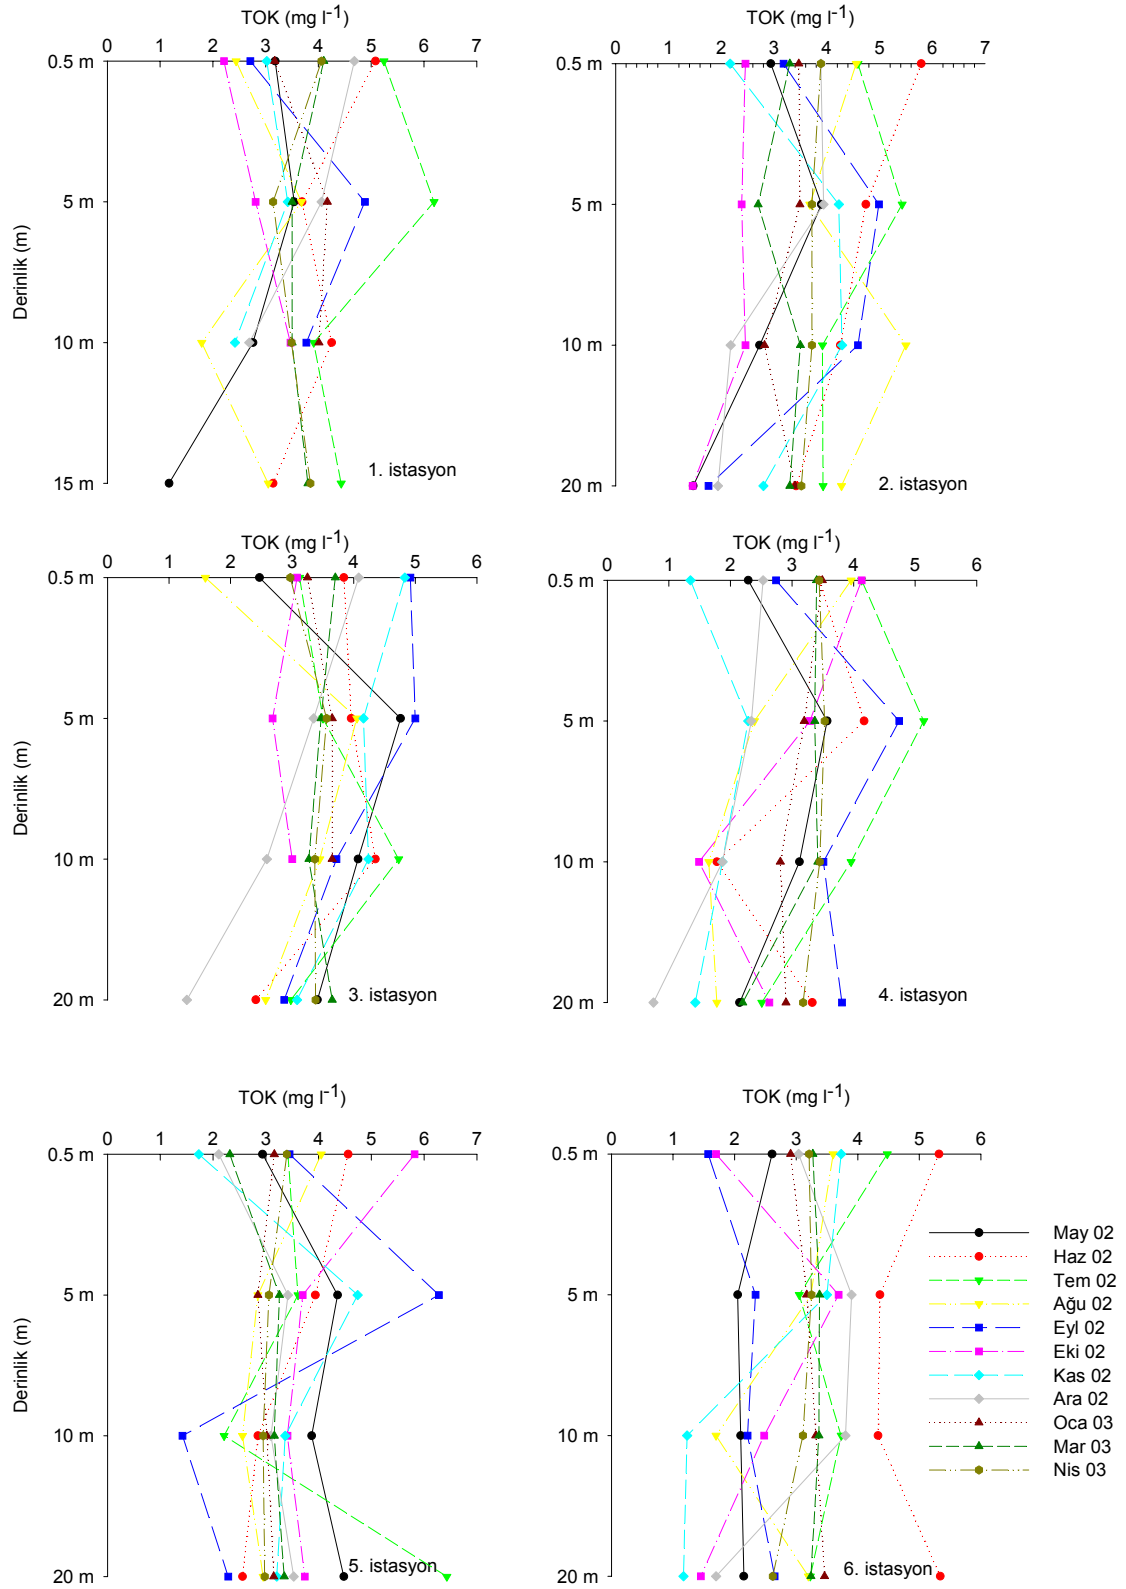 TOK (mg l-1)
0 1 2 3 4 5 6 7
0.5 m
5 m
10 m
15 m
Derinlik (m)
1. istasyon
TOK (mg l-1)
0 1 2 3 4 5 6 7
0.5 m
5 m
10 m
20 m
2. istasyon
TOK (mg l-1)
0 1 2 3 4 5 6
0.5 m
5 m
10 m
20 m
Derinlik (m)
3. istasyon
TOK (mg l-1)
0 1 2 3 4 5 6
0.5 m
5 m
10 m
20 m
4. istasyon
TOK (mg l-1)
0 1 2 3 4 5 6 7
0.5 m
5 m
10 m
20 m
Derinlik (m)
5. istasyon
TOK (mg l-1)
0 1 2 3 4 5 6
0.5 m
5 m
10 m
20 m
6. istasyon
May 02
Haz 02
Tem 02
Ağu 02
Eyl 02
Eki 02
Kas 02
Ara 02
Oca 03
Mar 03
Nis 03